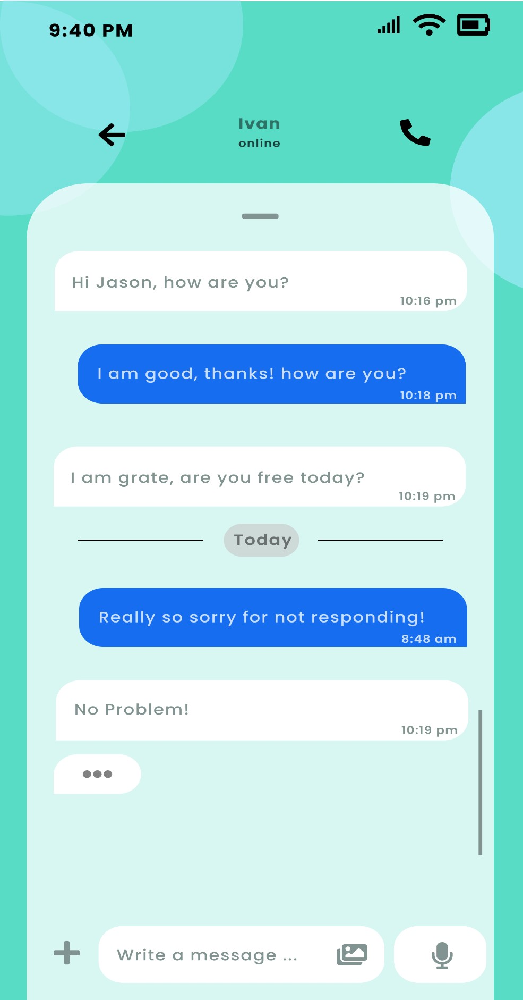 9:40 PM
Ivan
online
Hi Jason, how are you?
10:16 pm
I am good, thanks! how are you?
10:18 pm
I am grate, are you free today?
10:19 pm
Today
Really so sorry for not responding!
8:48 am
No Problem!
10:19 pm
Write a message ...